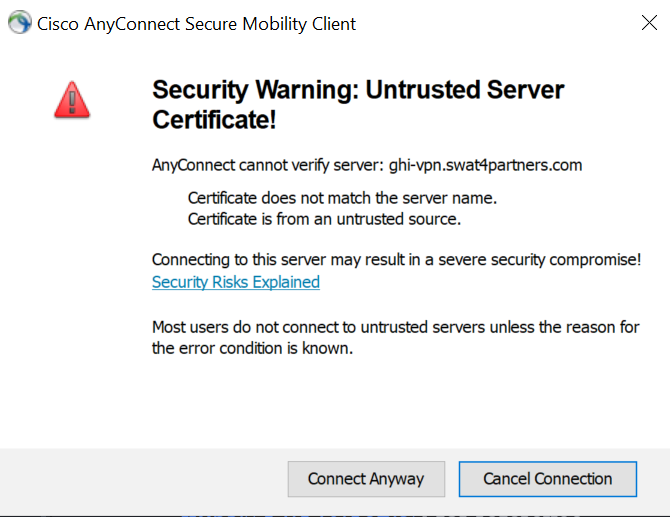 Cisco AnyConnect Secure Mobility Client
Security Warning: Untrusted Server
Certificate!
AnyConnect cannot verify server: ghi-vpn.swat4partners.com
Certificate does not match the server name.
Certificate is from an untrusted source.
Connecting to this server may result in a severe security compromise!
Security Risks Explained
Most users do not connect to untrusted servers unless the reason for
the error condition is known.
Connect Anyway
Cancel Connection